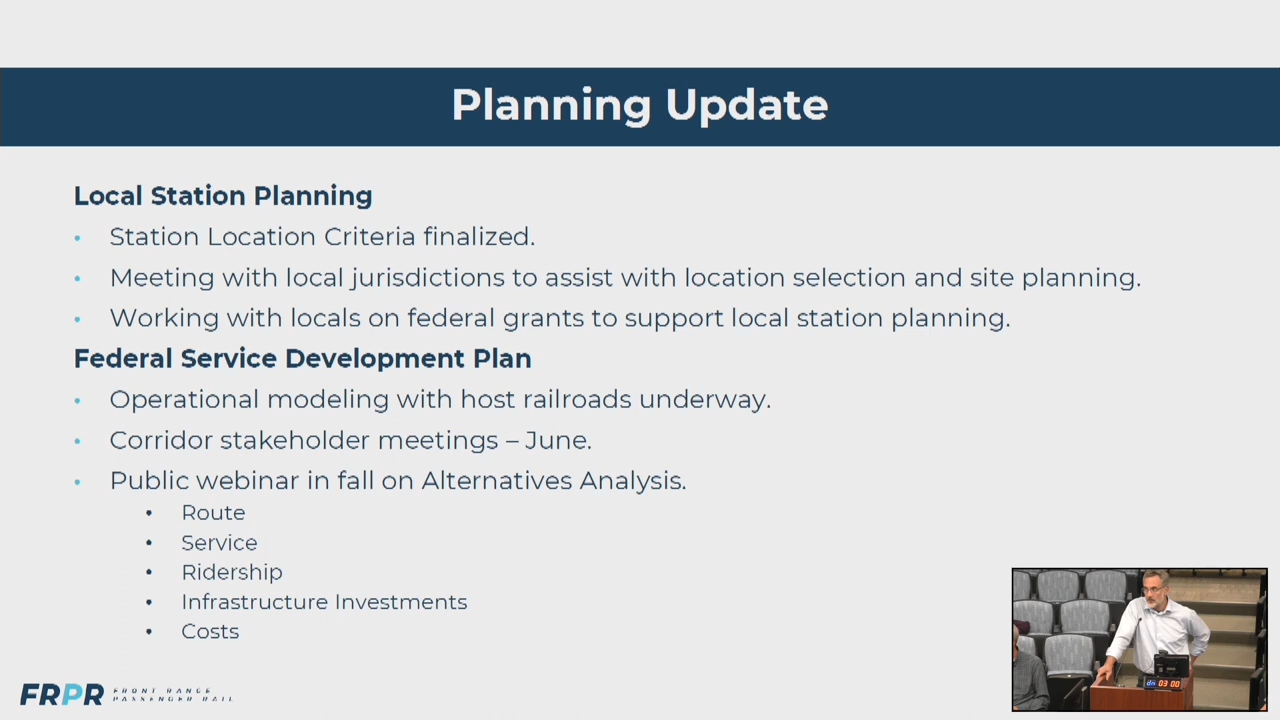 Planning Update
Local Station Planning
• Station Location Criteria finalized.
• Meeting with local jurisdictions to assist with location selection and site planning.
• Working with locals on federal grants to support local station planning.
Federal Service Development Plan
• Operational modeling with host railroads underway.
• Corridor stakeholder meetings – June.
• Public webinar in fall on Alternatives Analysis.
• Route
• Service
• Ridership
• Infrastructure Investments
• Costs
FRPR FRONT RANGE
PASSENGER RAIL
03 00